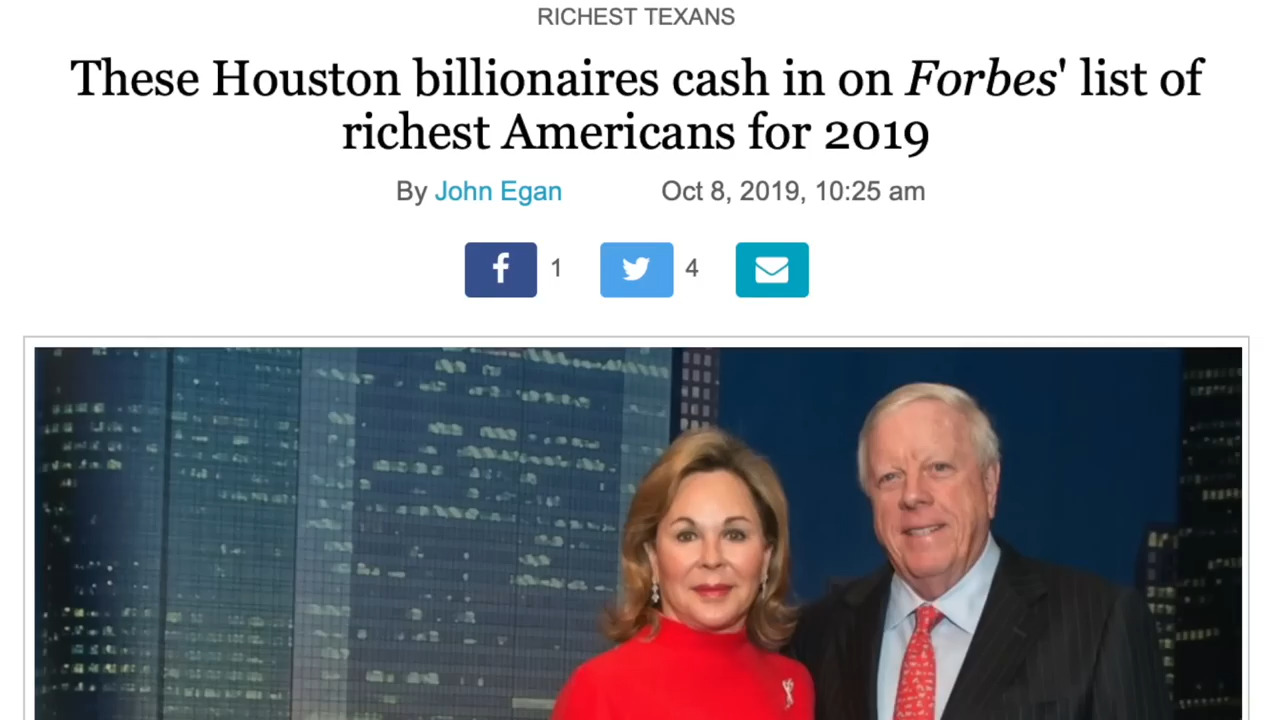 RICHEST TEXANS
These Houston billionaires cash in on Forbes' list of
richest Americans for 2019
By John Egan Oct 8, 2019, 10:25 am
f 1 4